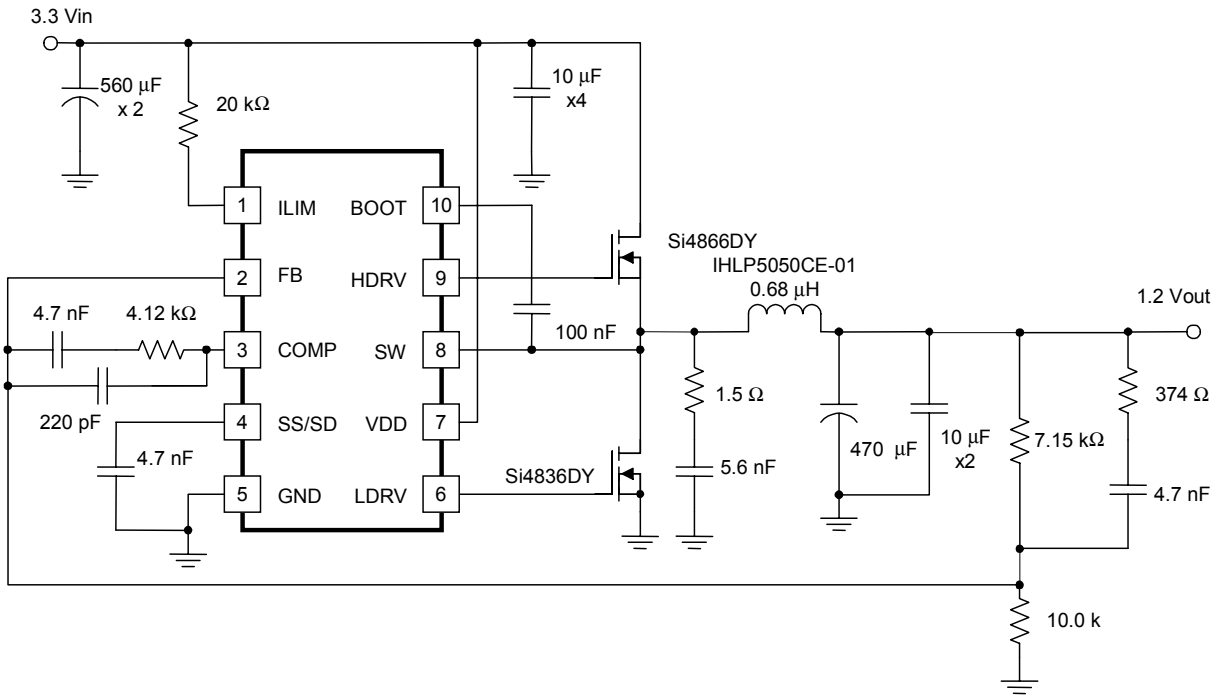 3.3 Vin
560 μF
x 2
20 kΩ
10 μF
x4
1
ILIM
BOOT
10
2
FB
HDRV
9
3
COMP
SW
8
4
SS/SD
VDD
7
5
GND
LDRV
6
4.7 nF
4.12 kΩ
220 pF
4.7 nF
100 nF
Si4866DY
IHLP5050CE-01
0.68 μH
1.2 Vout
1.5 Ω
5.6 nF
Si4836DY
470 μF
10 μF
x2
7.15 kΩ
374 Ω
4.7 nF
10.0 k